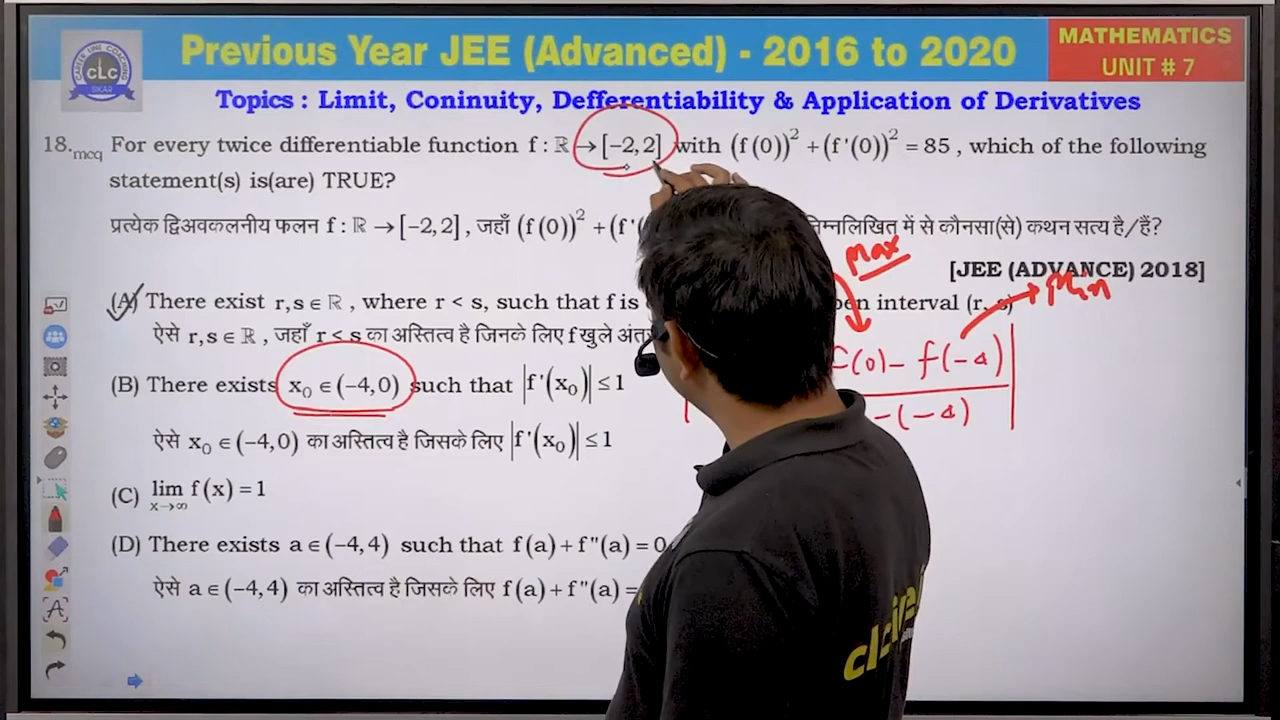 Previous Year JEE (Advanced) - 2016 to 2020
MATHEMATICS
UNIT # 7
CLC
SIKAR
Topics : Limit, Coninuity, Defferentiability & Application of Derivatives
18.mcq For every twice differentiable function f : ℝ → [−2, 2] with (f(0))² + (f'(0))² = 85 , which of the following
statement(s) is(are) TRUE?
प्रत्येक द्विअवकलनीय फलन f : ℝ → [−2, 2] , जहाँ (f(0))² + (f'( निम्नलिखित में से कौनसा(से) कथन सत्य है/हैं?
[JEE (ADVANCE) 2018]
Max
Min
(A) There exist r, s ∈ ℝ , where r < s, such that f is open interval (r, s)
ऐसे r, s ∈ ℝ , जहाँ r < s का अस्तित्व है जिनके लिए f खुले
f(0) − f(−4)
− (−4)
(B) There exists x₀ ∈ (−4, 0) such that |f'(x₀)| ≤ 1
ऐसे x₀ ∈ (−4, 0) का अस्तित्व है जिसके लिए |f'(x₀)| ≤ 1
(C) lim x→∞ f(x) = 1
(D) There exists a ∈ (−4, 4) such that f(a) + f''(a) = 0
ऐसे a ∈ (−4, 4) का अस्तित्व है जिसके लिए f(a) + f''(a) =
clc